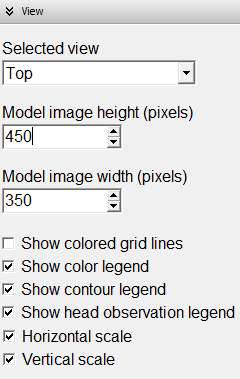 View
Selected view
Top
Model image height (pixels)
450
Model image width (pixels)
350
Show colored grid lines
Show color legend
Show contour legend
Show head observation legend
Horizontal scale
Vertical scale